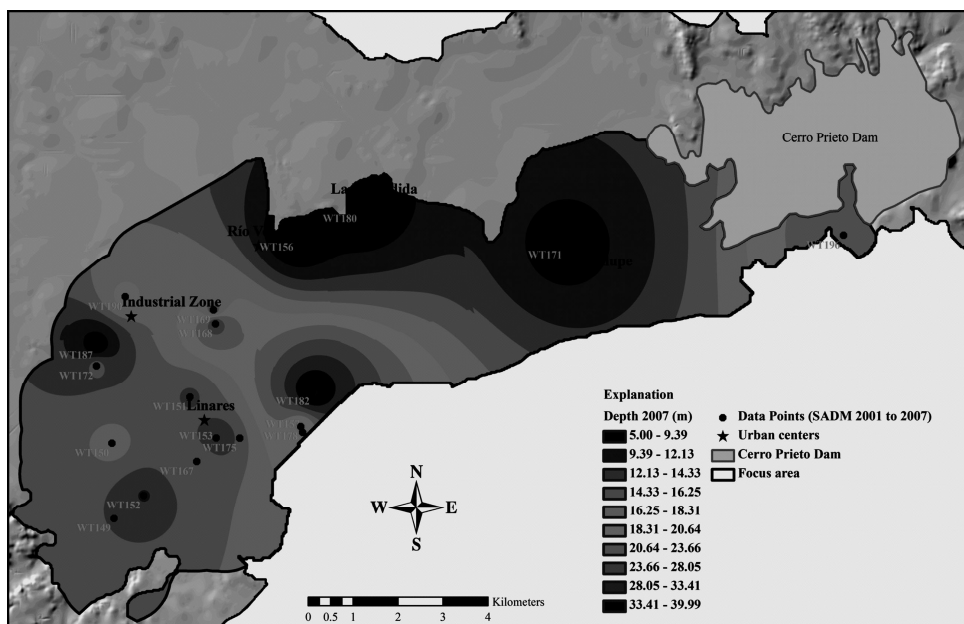 Cerro Prieto Dam
WT180
WT156
WT171
WT196
Industrial Zone
WT169
WT168
WT187
WT172
WT182
WT151
Linares
WT153
WT175
WT150
WT167
WT152
WT149
N
W E
S
Explanation
Depth 2007 (m)
5.00 - 9.39
9.39 - 12.13
12.13 - 14.33
14.33 - 16.25
16.25 - 18.31
18.31 - 20.64
20.64 - 23.66
23.66 - 28.05
28.05 - 33.41
33.41 - 39.99
Data Points (SADM 2001 to 2007)
Urban centers
Cerro Prieto Dam
Focus area
Kilometers
0 0.5 1 2 3 4